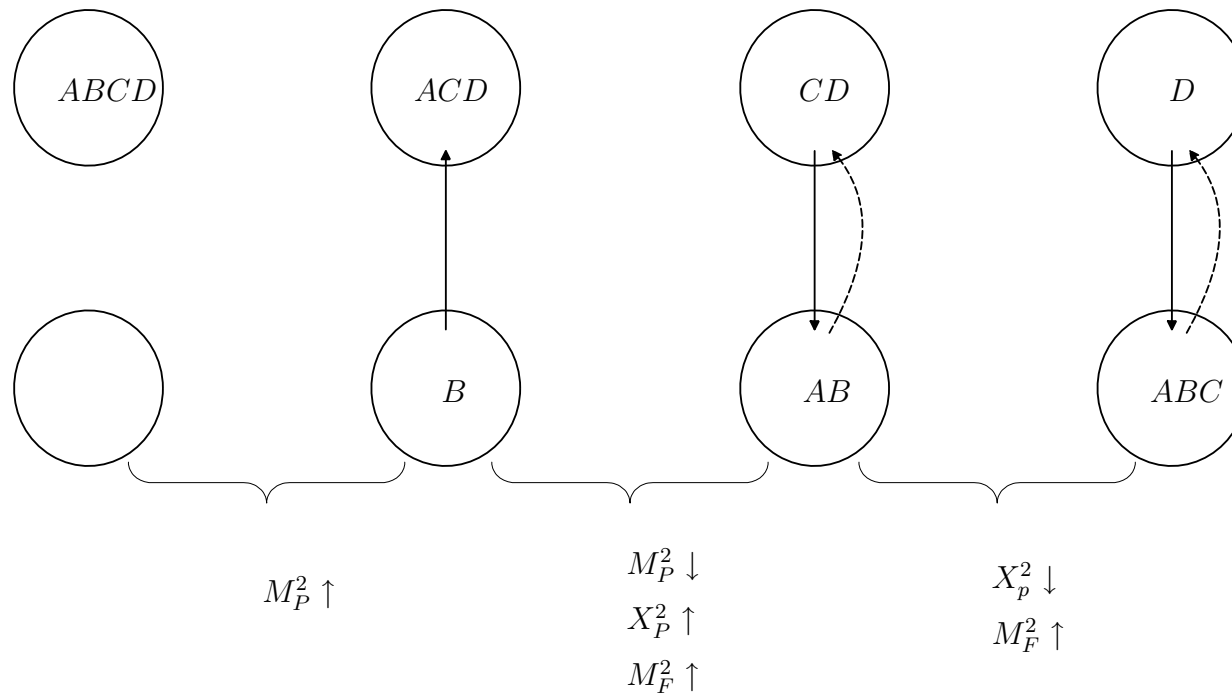 ABCD
ACD
CD
D
B
AB
ABC
M_P^2 ↑
M_P^2 ↓
X_P^2 ↑
M_F^2 ↑
X_p^2 ↓
M_F^2 ↑